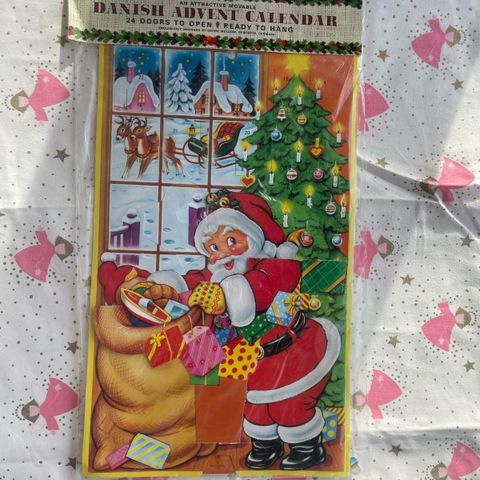 AN ATTRACTIVE MOVABLE
DANISH ADVENT CALENDAR
24 DOORS TO OPEN • READY TO HANG